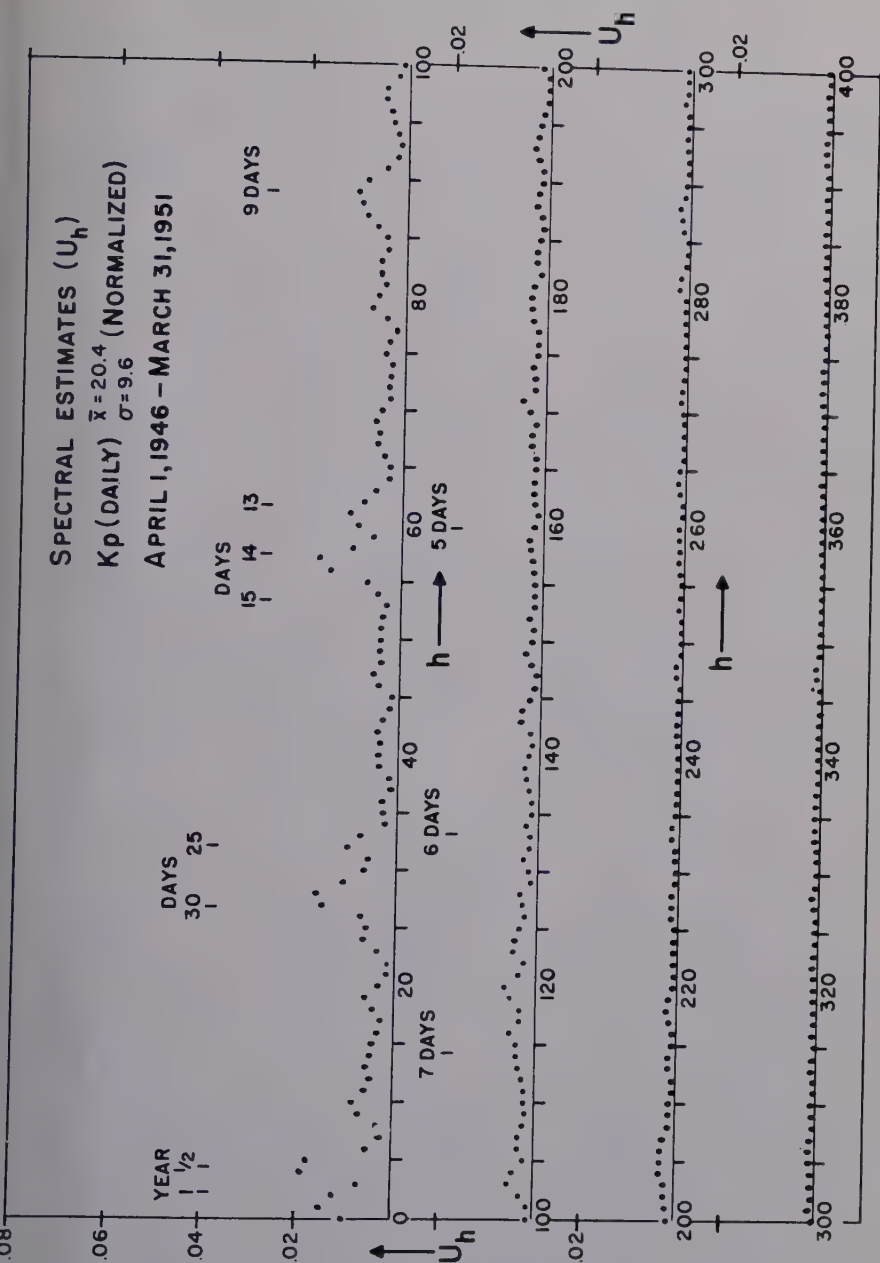 SPECTRAL ESTIMATES (Uh)
Kp (DAILY) x̄ = 20.4 σ = 9.6 (NORMALIZED)
APRIL 1, 1946 – MARCH 31, 1951
.08
.06
.04
.02
Uh
YEAR
1 1/2
DAYS
30 25
DAYS
15 14 13
9 DAYS
0 20 40 60 80 100
h
7 DAYS
6 DAYS
5 DAYS
.02
.02
Uh
100 120 140 160 180 200
200 220 240 260 280 300
.02
h
300 320 340 360 380 400